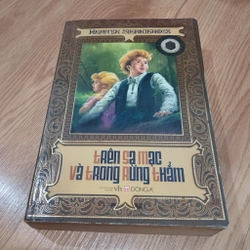 HENRYK SIENKIEWICZ
TRÊN SA MẠC
VÀ TRONG RỪNG THẲM
ĐÔNG A